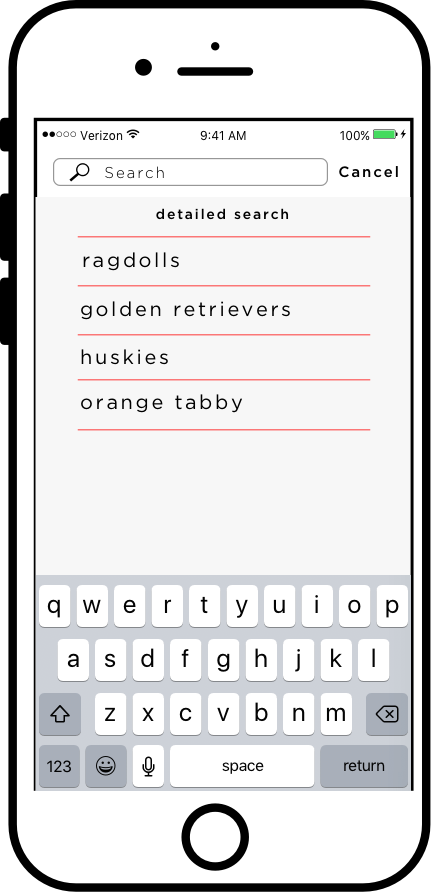 Verizon 9:41 AM 100%
Search Cancel
detailed search
ragdolls
golden retrievers
huskies
orange tabby
q w e r t y u i o p
a s d f g h j k l
z x c v b n m
123 space return